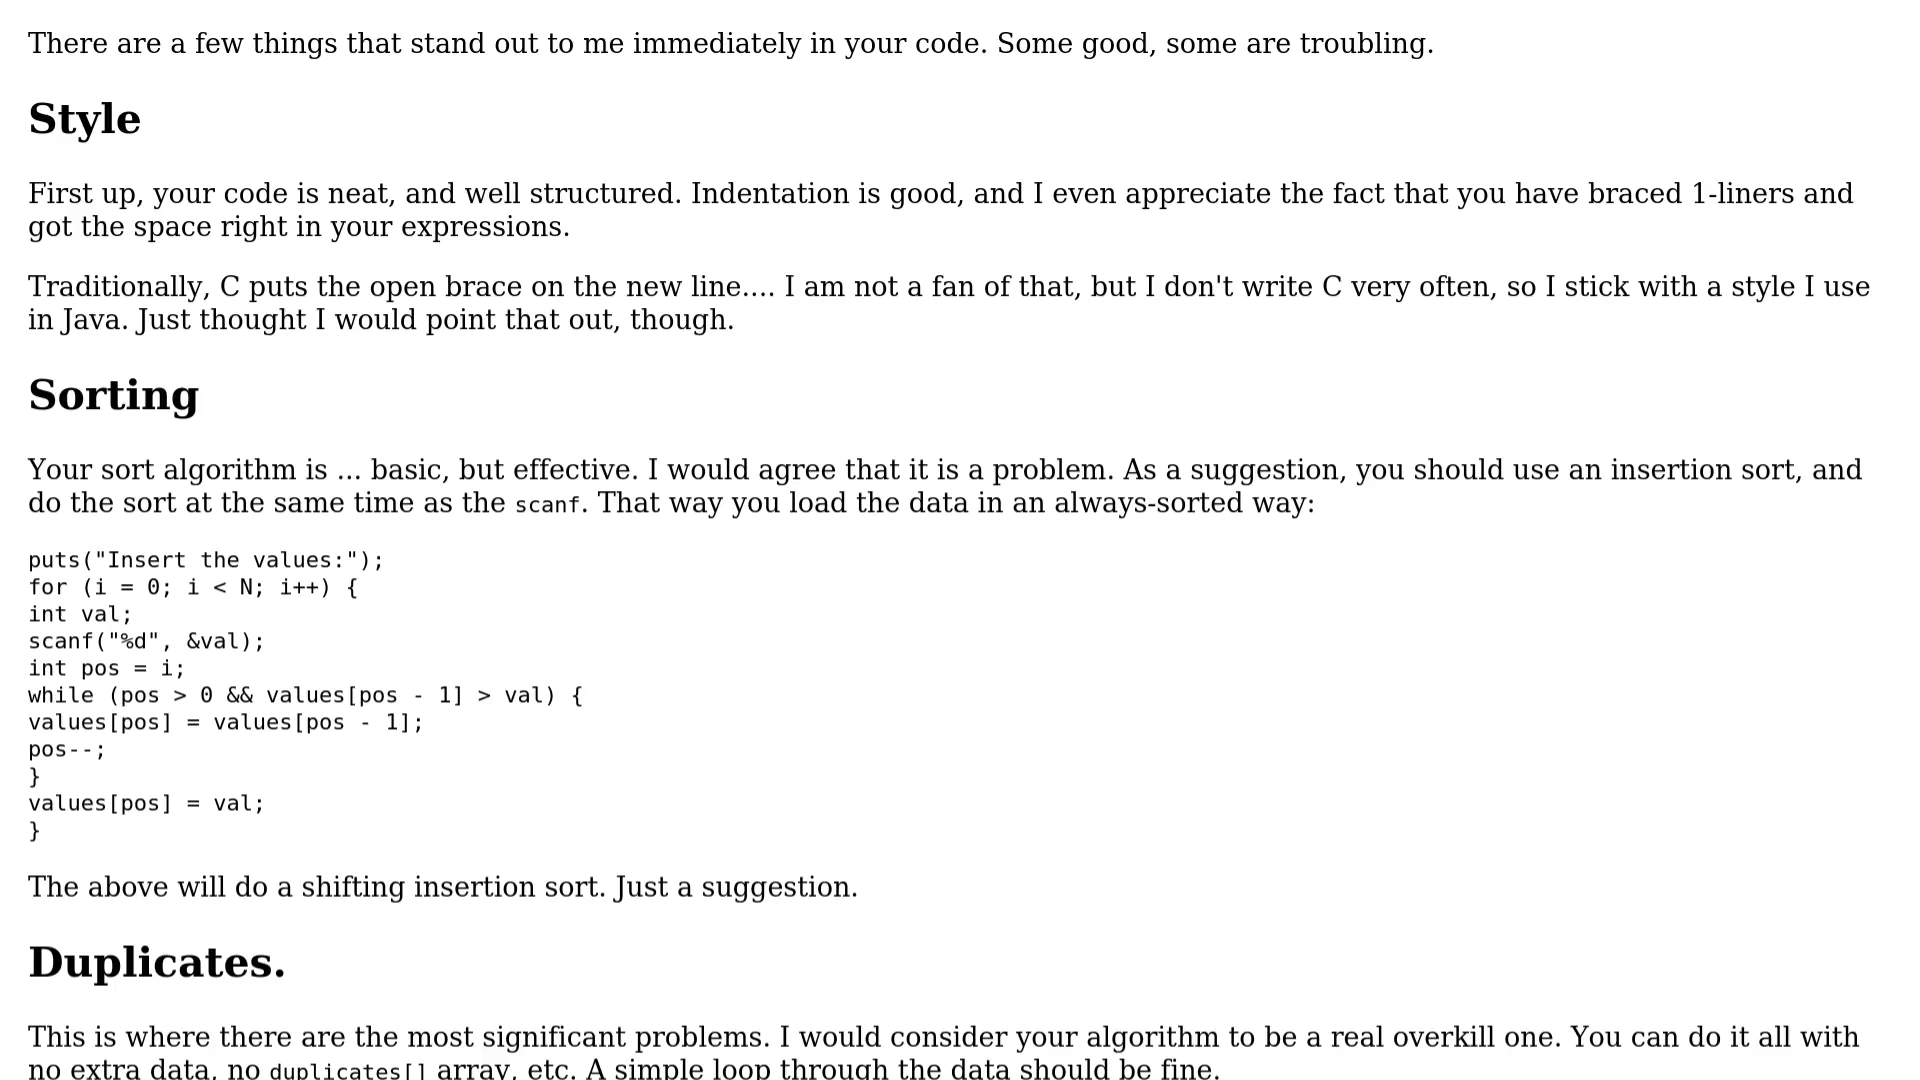 There are a few things that stand out to me immediately in your code. Some good, some are troubling.
Style
First up, your code is neat, and well structured. Indentation is good, and I even appreciate the fact that you have braced 1-liners and
got the space right in your expressions.
Traditionally, C puts the open brace on the new line.... I am not a fan of that, but I don't write C very often, so I stick with a style I use
in Java. Just thought I would point that out, though.
Sorting
Your sort algorithm is ... basic, but effective. I would agree that it is a problem. As a suggestion, you should use an insertion sort, and
do the sort at the same time as the scanf. That way you load the data in an always-sorted way:
puts("Insert the values:");
for (i = 0; i < N; i++) {
int val;
scanf("%d", &val);
int pos = i;
while (pos > 0 && values[pos - 1] > val) {
values[pos] = values[pos - 1];
pos--;
}
values[pos] = val;
}
The above will do a shifting insertion sort. Just a suggestion.
Duplicates.
This is where there are the most significant problems. I would consider your algorithm to be a real overkill one. You can do it all with
no extra data, no duplicates[] array, etc. A simple loop through the data should be fine.